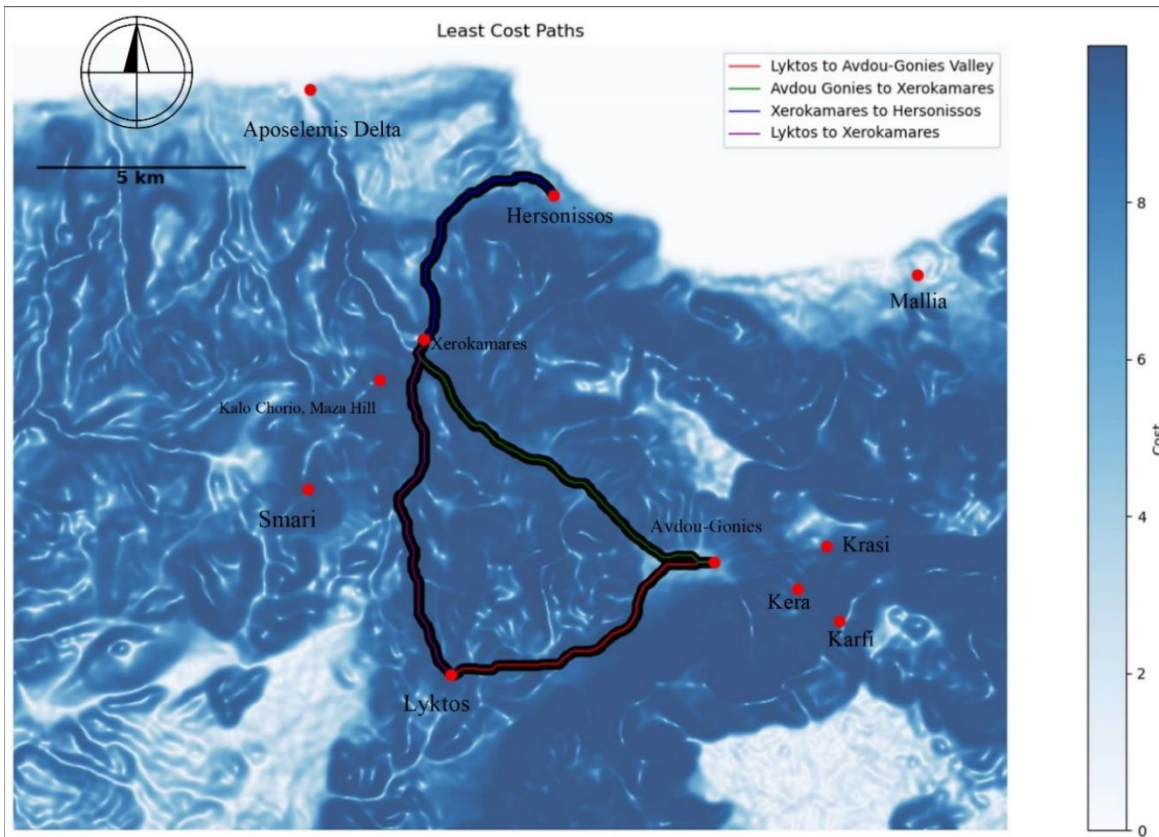 Least Cost Paths
Lyktos to Avdou-Gonies Valley
Avdou Gonies to Xerokamares
Xerokamares to Hersonissos
Lyktos to Xerokamares
Aposelemis Delta
5 km
Hersonissos
Mallia
Xerokamares
Kalo Chorio, Maza Hill
Smari
Avdou-Gonies
Krasi
Kera
Karfi
Lyktos
8
6
4
2
0
Cost